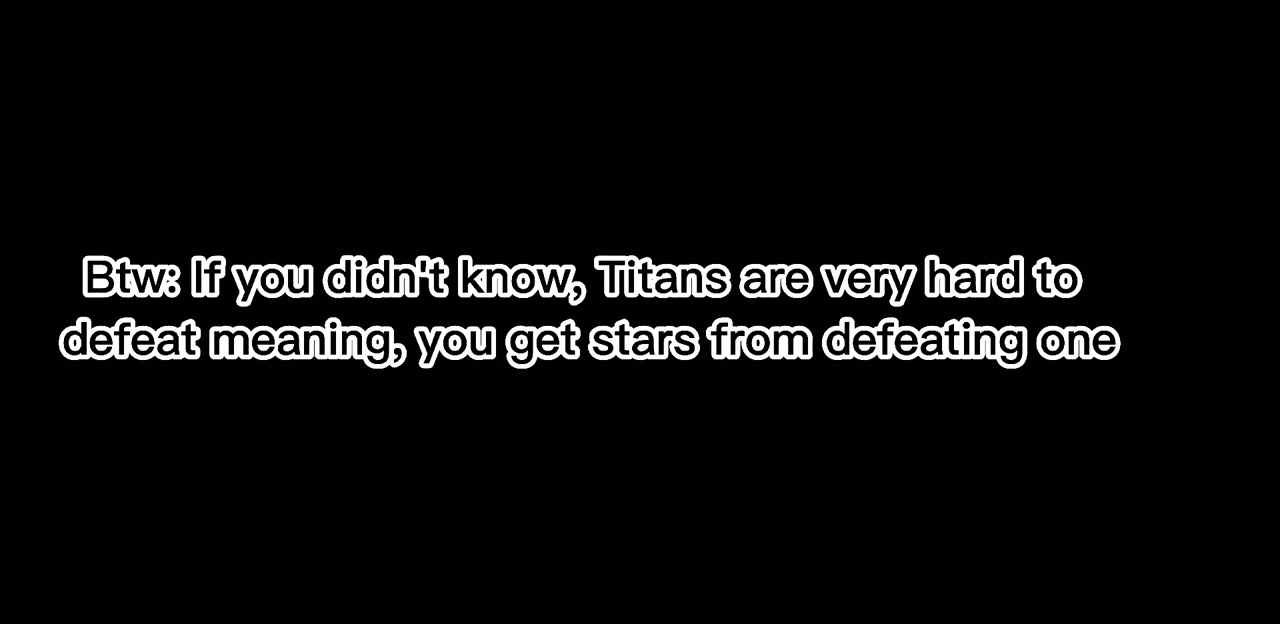 Btw: If you didn't know, Titans are very hard to
defeat meaning, you get stars from defeating one